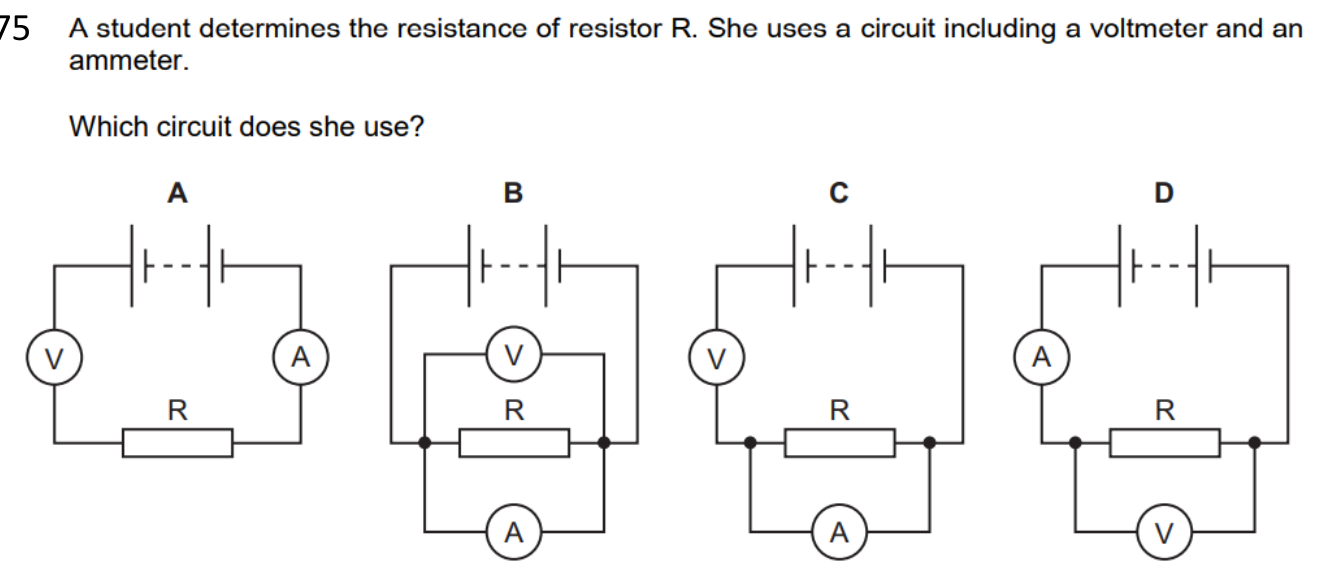 75 A student determines the resistance of resistor R. She uses a circuit including a voltmeter and an
ammeter.
Which circuit does she use?
A B C D
V A V V A
R R R R
A A V